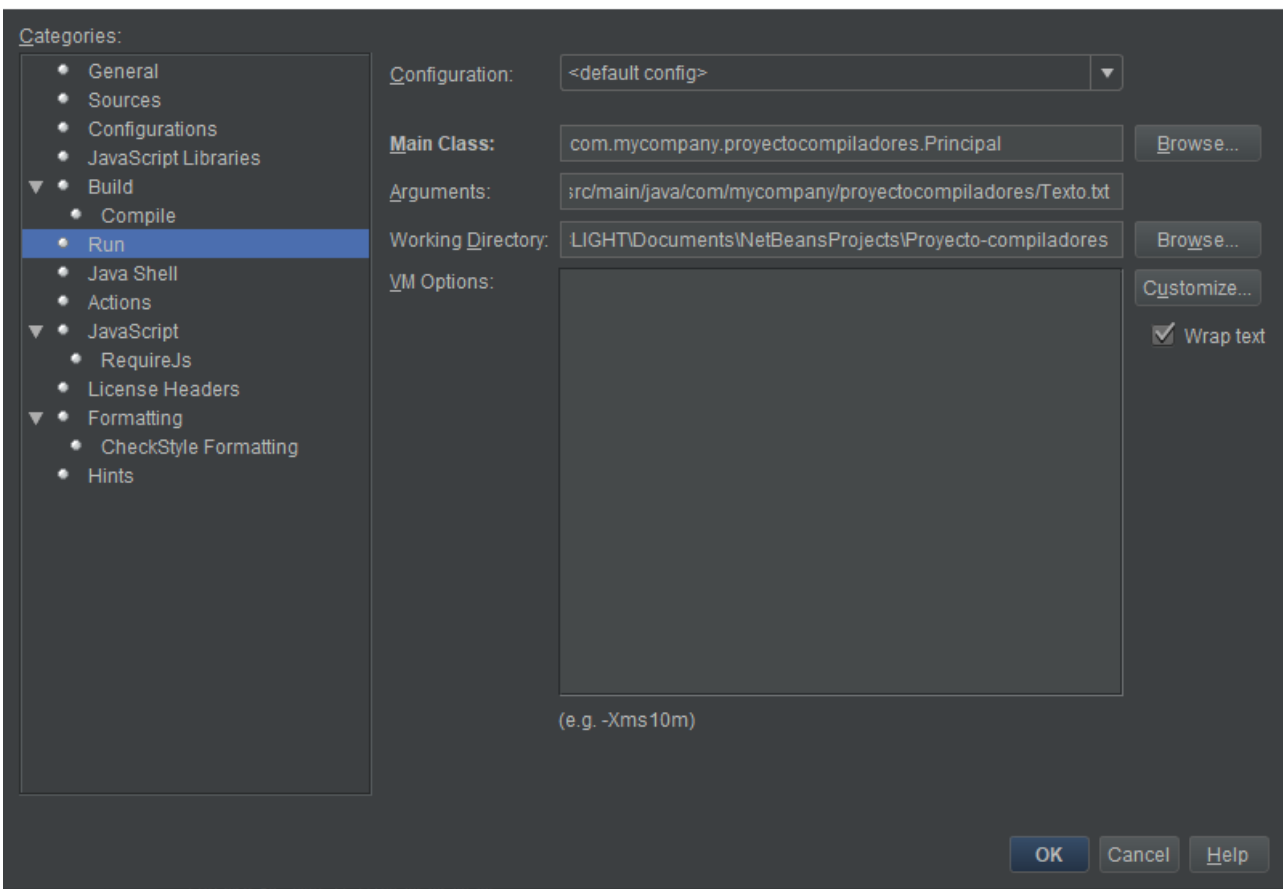 Categories:
General
Sources
Configurations
JavaScript Libraries
Build
Compile
Run
Java Shell
Actions
JavaScript
RequireJs
License Headers
Formatting
CheckStyle Formatting
Hints
Configuration: <default config>
Main Class: com.mycompany.proyectocompiladores.Principal Browse...
Arguments: src/main/java/com/mycompany/proyectocompiladores/Texto.txt
Working Directory: LIGHT\Documents\NetBeansProjects\Proyecto-compiladores Browse...
VM Options: Customize...
Wrap text
(e.g. -Xms10m)
OK Cancel Help